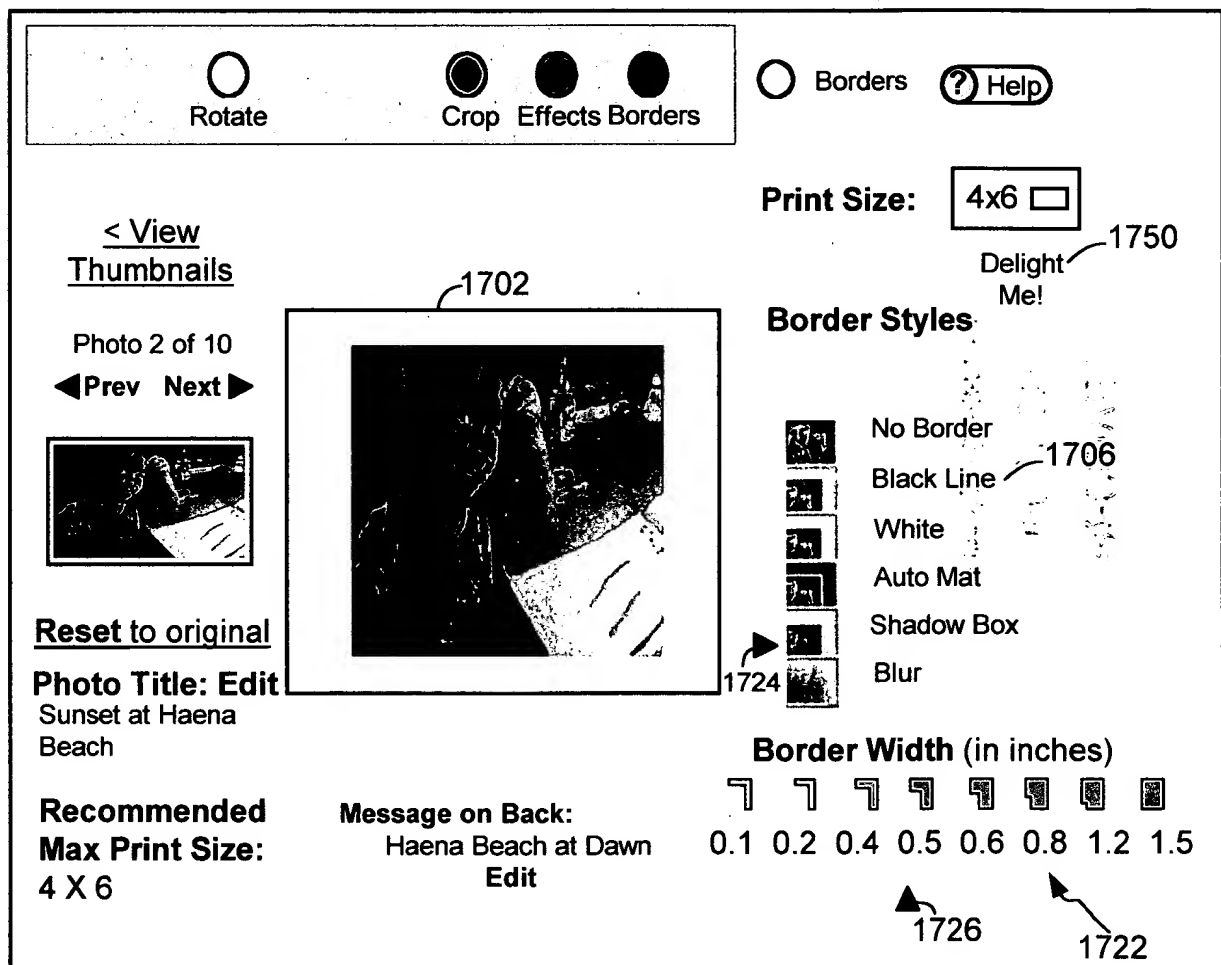 Rotate
Crop Effects Borders
Borders
? Help
Print Size:
4x6
1750
Delight
Me!
< View
Thumbnails
Photo 2 of 10
Prev Next
1702
Border Styles
No Border
Black Line
1706
White
Auto Mat
Shadow Box
1724
Blur
Reset to original
Photo Title: Edit
Sunset at Haena
Beach
Recommended
Max Print Size:
4 X 6
Message on Back:
Haena Beach at Dawn
Edit
Border Width (in inches)
0.1 0.2 0.4 0.5 0.6 0.8 1.2 1.5
1726
1722